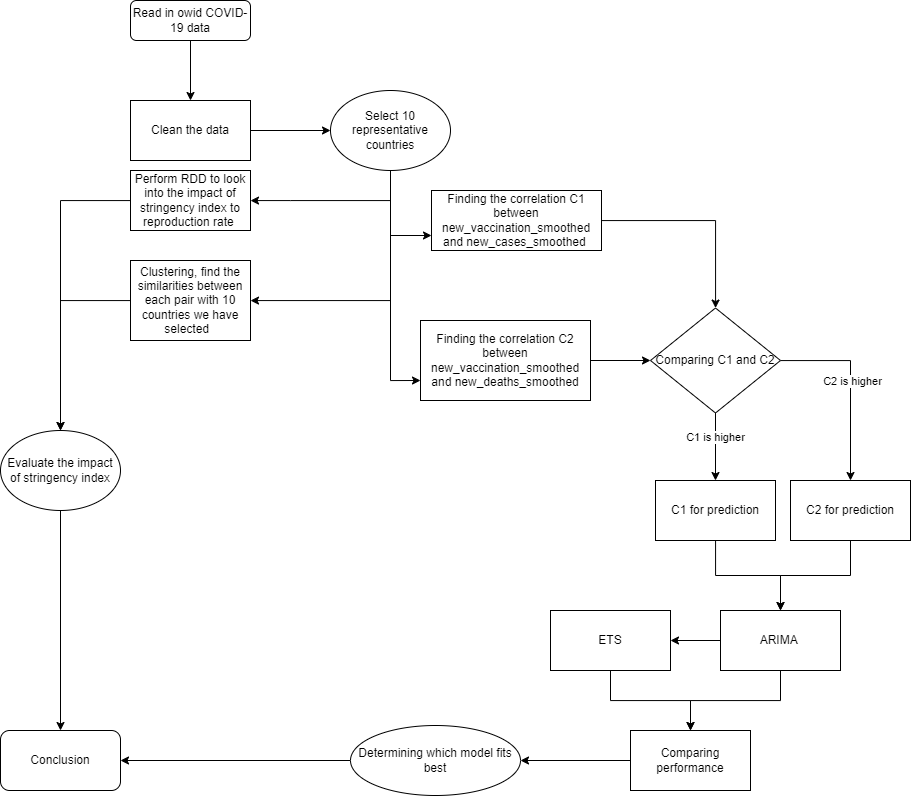 Read in owid COVID-
19 data
Clean the data
Select 10
representative
countries
Perform RDD to look
into the impact of
stringency index to
reproduction rate
Finding the correlation C1
between
new_vaccination_smoothed
and new_cases_smoothed
Clustering, find the
similarities between
each pair with 10
countries we have
selected
Finding the correlation C2
between
new_vaccination_smoothed
and new_deaths_smoothed
Comparing C1 and C2
C2 is higher
C1 is higher
Evaluate the impact
of stringency index
C1 for prediction
C2 for prediction
ETS
ARIMA
Conclusion
Determining which model fits
best
Comparing
performance